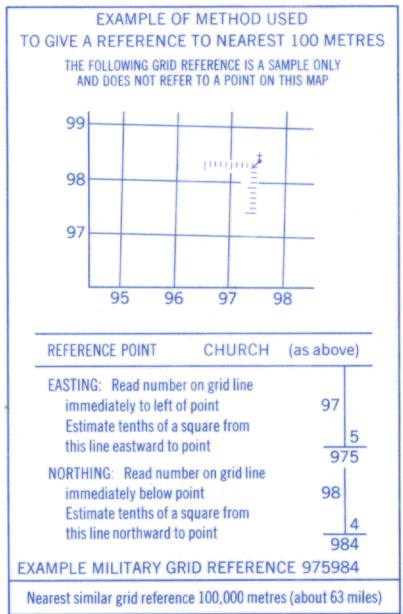 EXAMPLE OF METHOD USED
TO GIVE A REFERENCE TO NEAREST 100 METRES
THE FOLLOWING GRID REFERENCE IS A SAMPLE ONLY
AND DOES NOT REFER TO A POINT ON THIS MAP
99
98
97
95 96 97 98
REFERENCE POINT CHURCH (as above)
EASTING: Read number on grid line
immediately to left of point 97
Estimate tenths of a square from
this line eastward to point 5
975
NORTHING: Read number on grid line
immediately below point 98
Estimate tenths of a square from
this line northward to point 4
984
EXAMPLE MILITARY GRID REFERENCE 975984
Nearest similar grid reference 100,000 metres (about 63 miles)